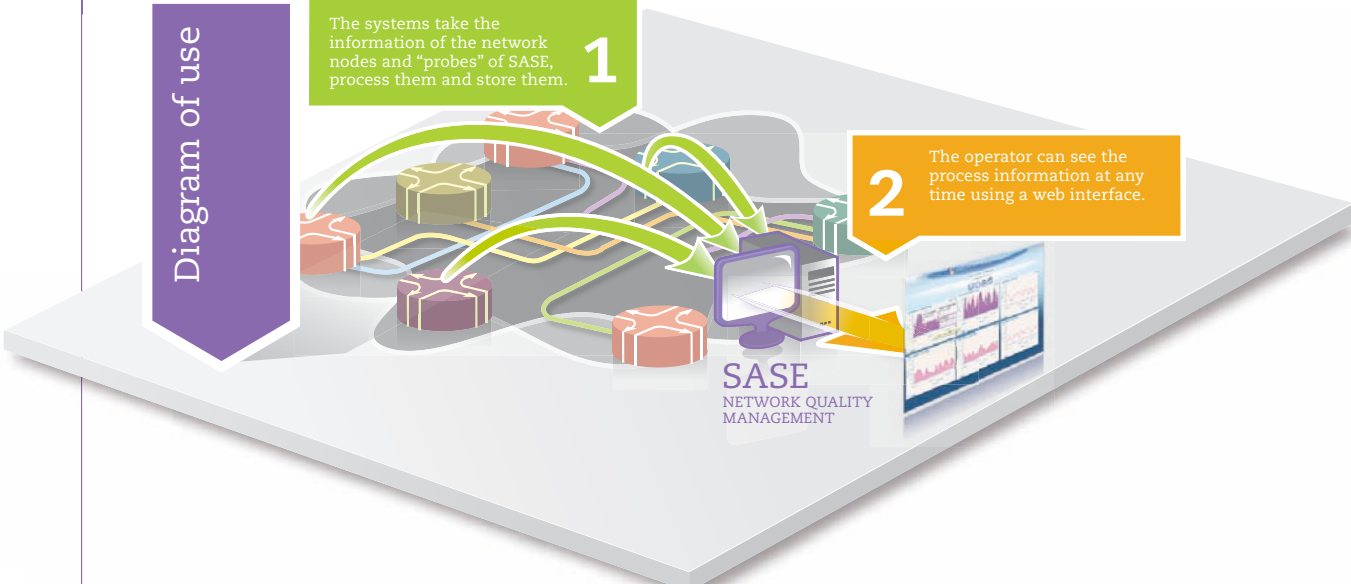 Diagram of use
The systems take the
information of the network
nodes and “probes” of SASE,
process them and store them.
1
2
The operator can see the
process information at any
time using a web interface.
SASE
NETWORK QUALITY
MANAGEMENT